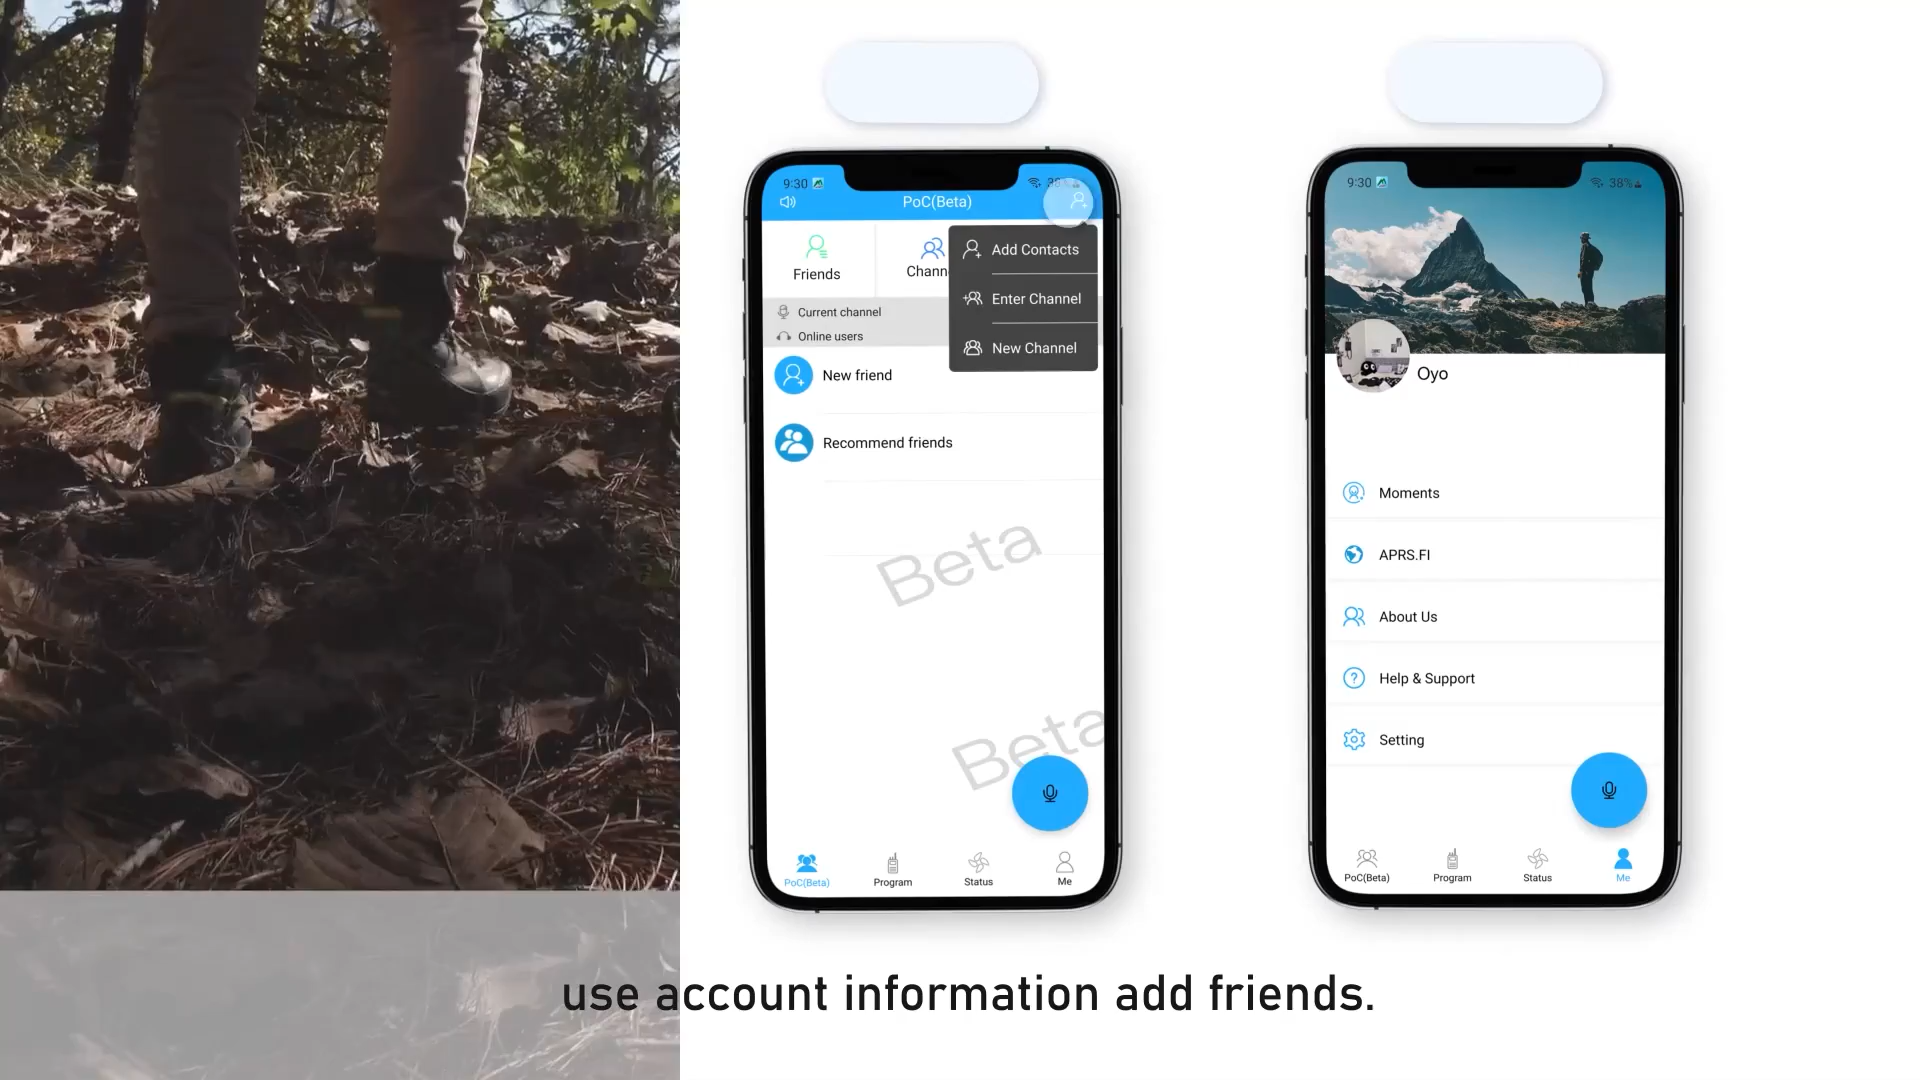 9:30
38%
PoC(Beta)
Friends
Chann
Add Contacts
Enter Channel
New Channel
Current channel
Online users
New friend
Recommend friends
Beta
Beta
PoC(Beta)
Program
Status
Me
9:30
38%
Oyo
Moments
APRS.FI
About Us
Help & Support
Setting
PoC(Beta)
Program
Status
Me
use account information add friends.